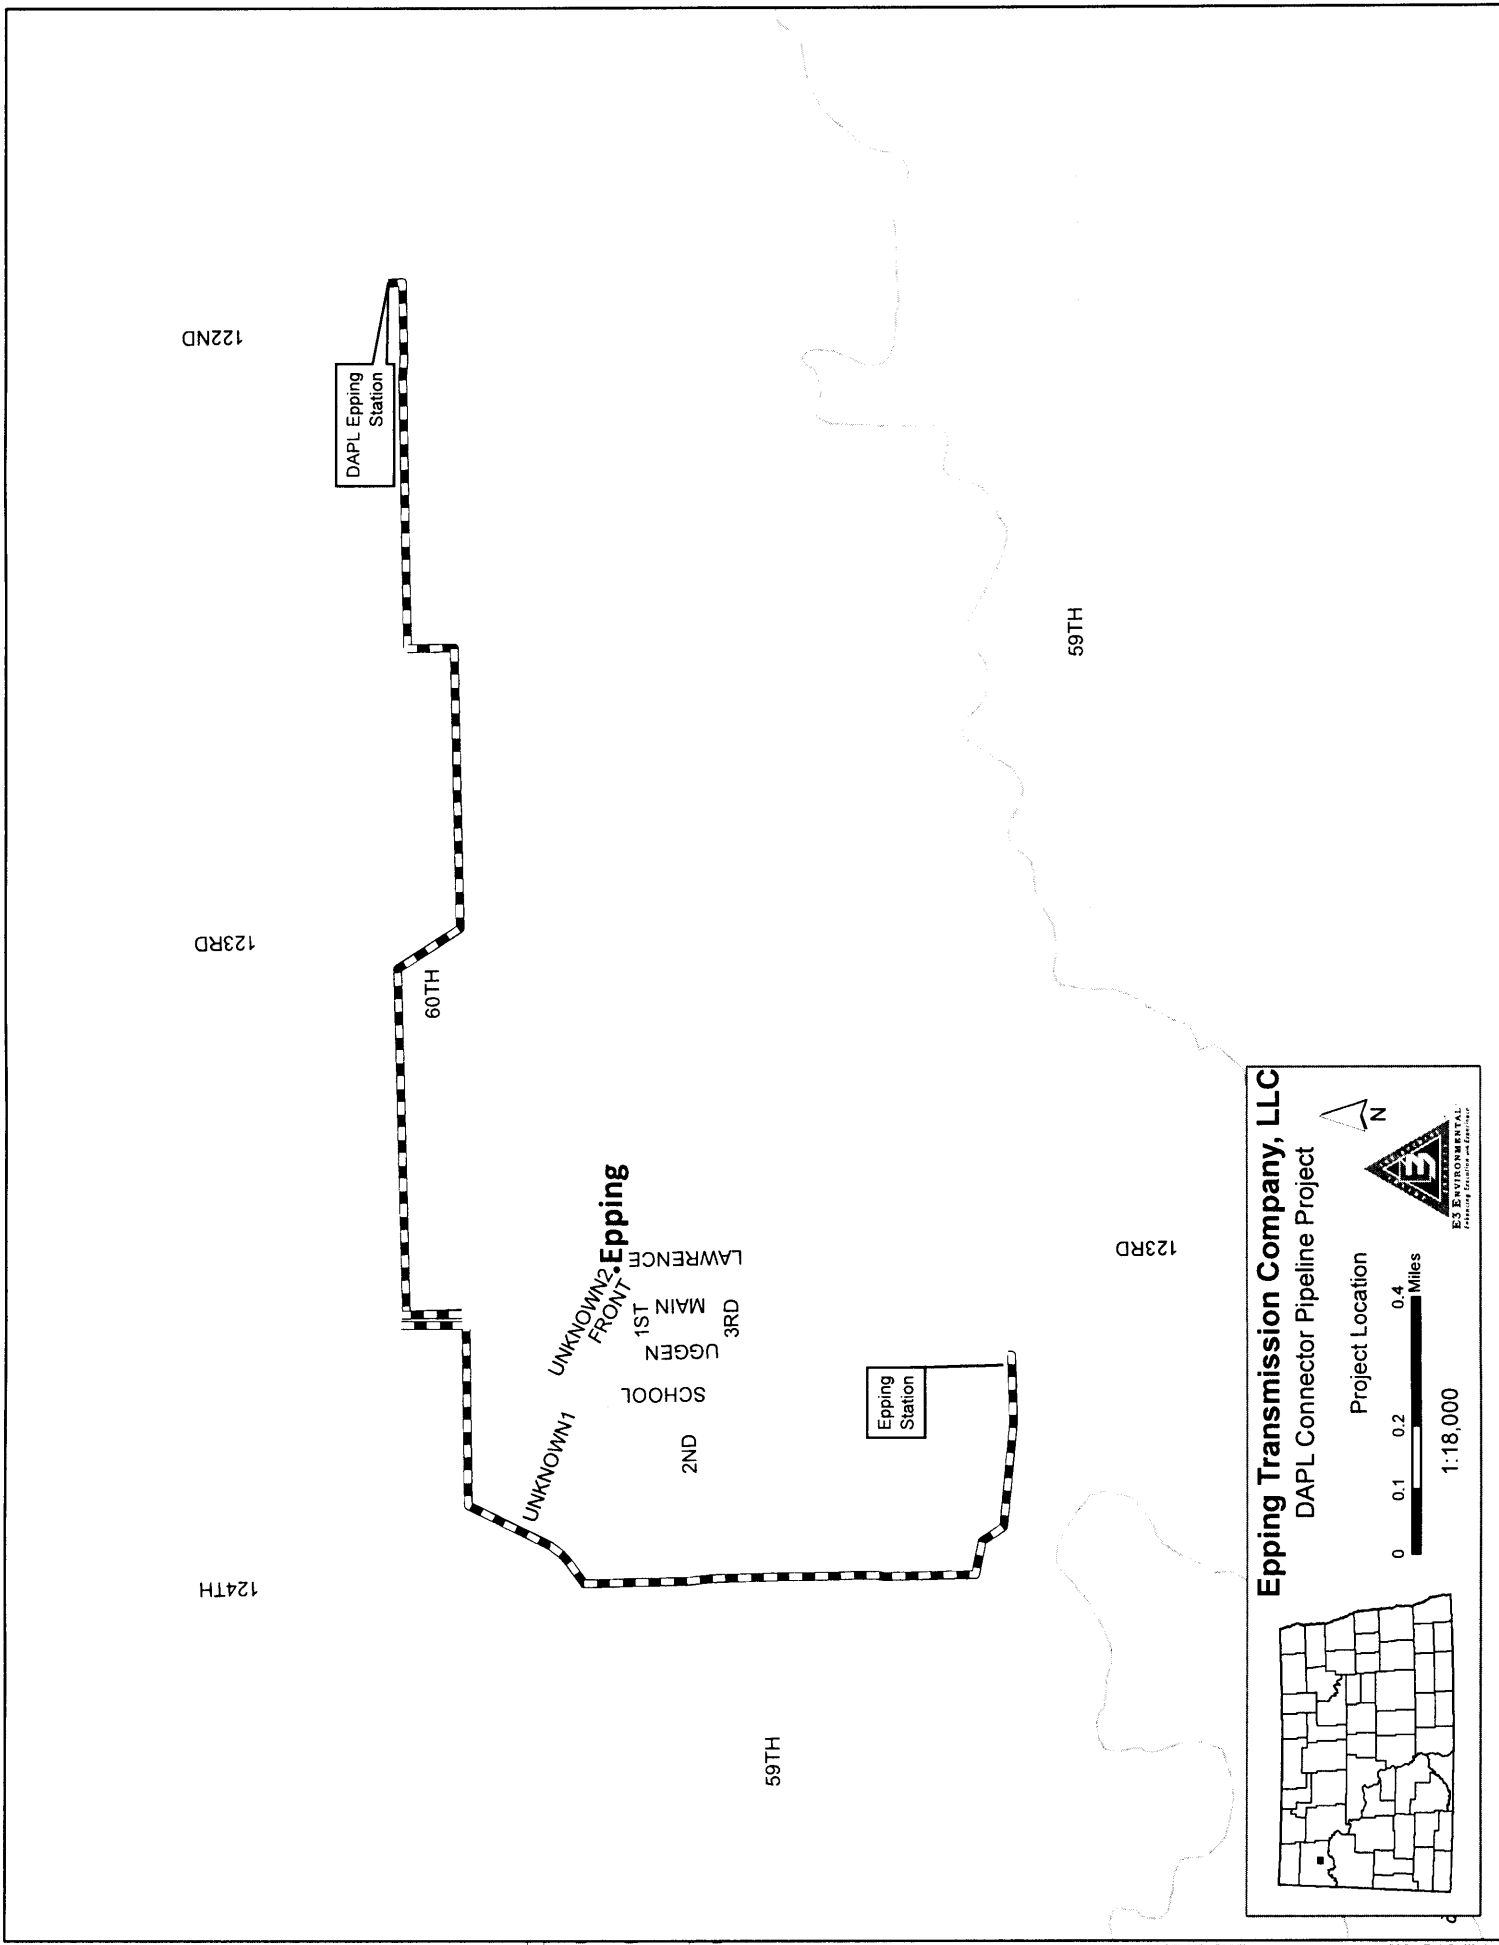 122ND
DAPL Epping
Station
123RD
60TH
124TH
59TH
UNKNOWN1
UNKNOWN2
FRONT
Epping
1ST
MAIN
LAWRENCE
UGGEN
3RD
SCHOOL
2ND
Epping
Station
59TH
123RD
Epping Transmission Company, LLC
DAPL Connector Pipeline Project
Project Location
0 0.1 0.2 0.4
Miles
1:18,000
N
E3
E3 ENVIRONMENTAL